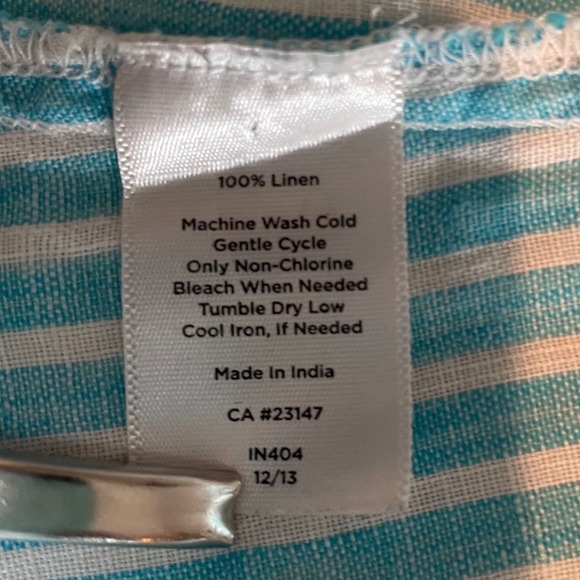 100% Linen
Machine Wash Cold
Gentle Cycle
Only Non-Chlorine
Bleach When Needed
Tumble Dry Low
Cool Iron, If Needed
Made In India
CA #23147
IN404
12/13